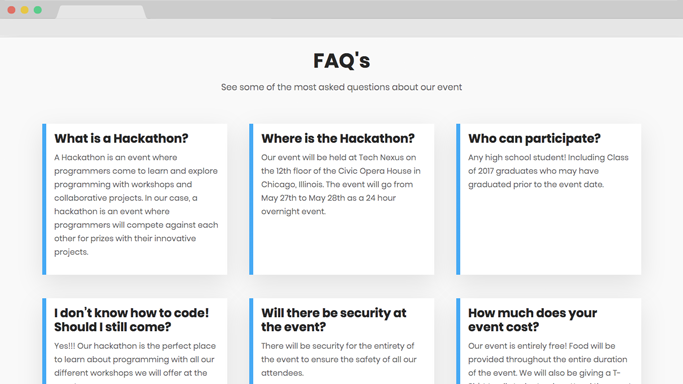 FAQ's
See some of the most asked questions about our event
What is a Hackathon?
A Hackathon is an event where
programmers come to learn and explore
programming with workshops and
collaborative projects. In our case, a
hackathon is an event where
programmers will compete against each
other for prizes with their innovative
projects.
Where is the Hackathon?
Our event will be held at Tech Nexus on
the 12th floor of the Civic Opera House in
Chicago, Illinois. The event will go from
May 27th to May 28th as a 24 hour
overnight event.
Who can participate?
Any high school student! Including Class
of 2017 graduates who may have
graduated prior to the event date.
I don't know how to code!
Should I still come?
Yes!!! Our hackathon is the perfect place
to learn about programming with all our
different workshops we will offer at the
Will there be security at
the event?
There will be security for the entirety of
the event to ensure the safety of all our
attendees.
How much does your
event cost?
Our event is entirely free! Food will be
provided throughout the entire duration
of the event. We will also be giving a T-